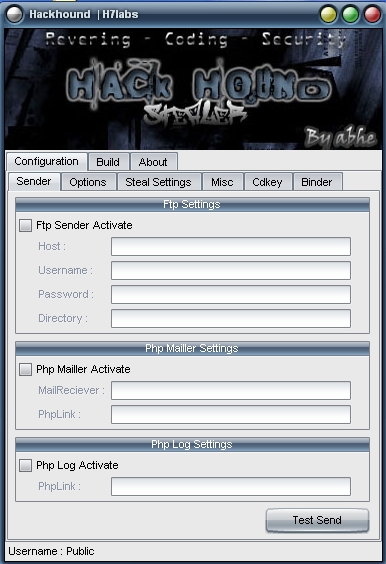 Hackhound | H7labs
Revering - Coding - Security
HACK HOUND
STEALER
By abhe
Configuration Build About
Sender Options Steal Settings Misc Cdkey Binder
Ftp Settings
Ftp Sender Activate
Host :
Username :
Password :
Directory :
Php Mailler Settings
Php Mailler Activate
MailReciever :
PhpLink :
Php Log Settings
Php Log Activate
PhpLink :
Test Send
Username : Public